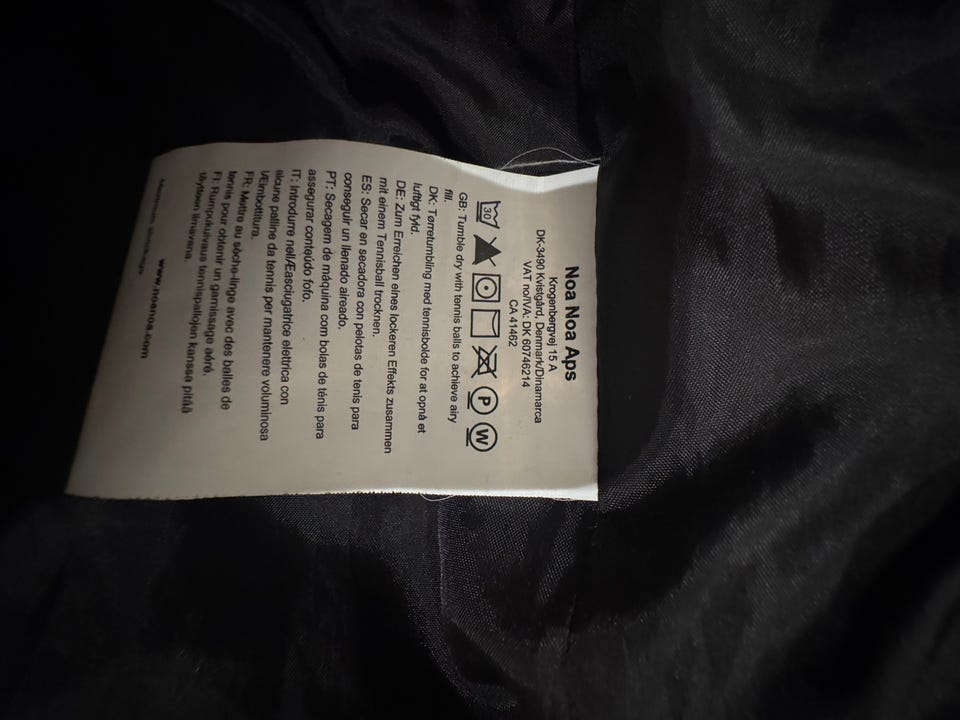 Noa Noa Aps
Krogenbergvej 15 A
DK-3490 Kvistgård, Denmark/Dinamarca
VAT no/IVA: DK 60746214
CA 41462
30
P
W
GB: Tumble dry with tennis balls to achieve airy
fill.
DK: Tørretumbling med tennisbolde for at opnå et
luftigt fyld.
DE: Zum Erreichen eines lockeren Effekts zusammen
mit einem Tennisball trocknen.
ES: Secar en secadora con pelotas de tenis para
conseguir un llenado aireado.
PT: Secagem de máquina com bolas de ténis para
assegurar conteúdo fofo.
IT: Introdurre nell/Easciugatrice elettrica con
alcune palline da tennis per mantenere voluminosa
l/Eimbottitura.
FR: Mettre au sèche-linge avec des balles de
tennis pour obtenir un garnissage aéré.
FI: Rumpukuivaus tennispallojen kanssa pitää
täytteen ilmavana.
www.noanoa.com